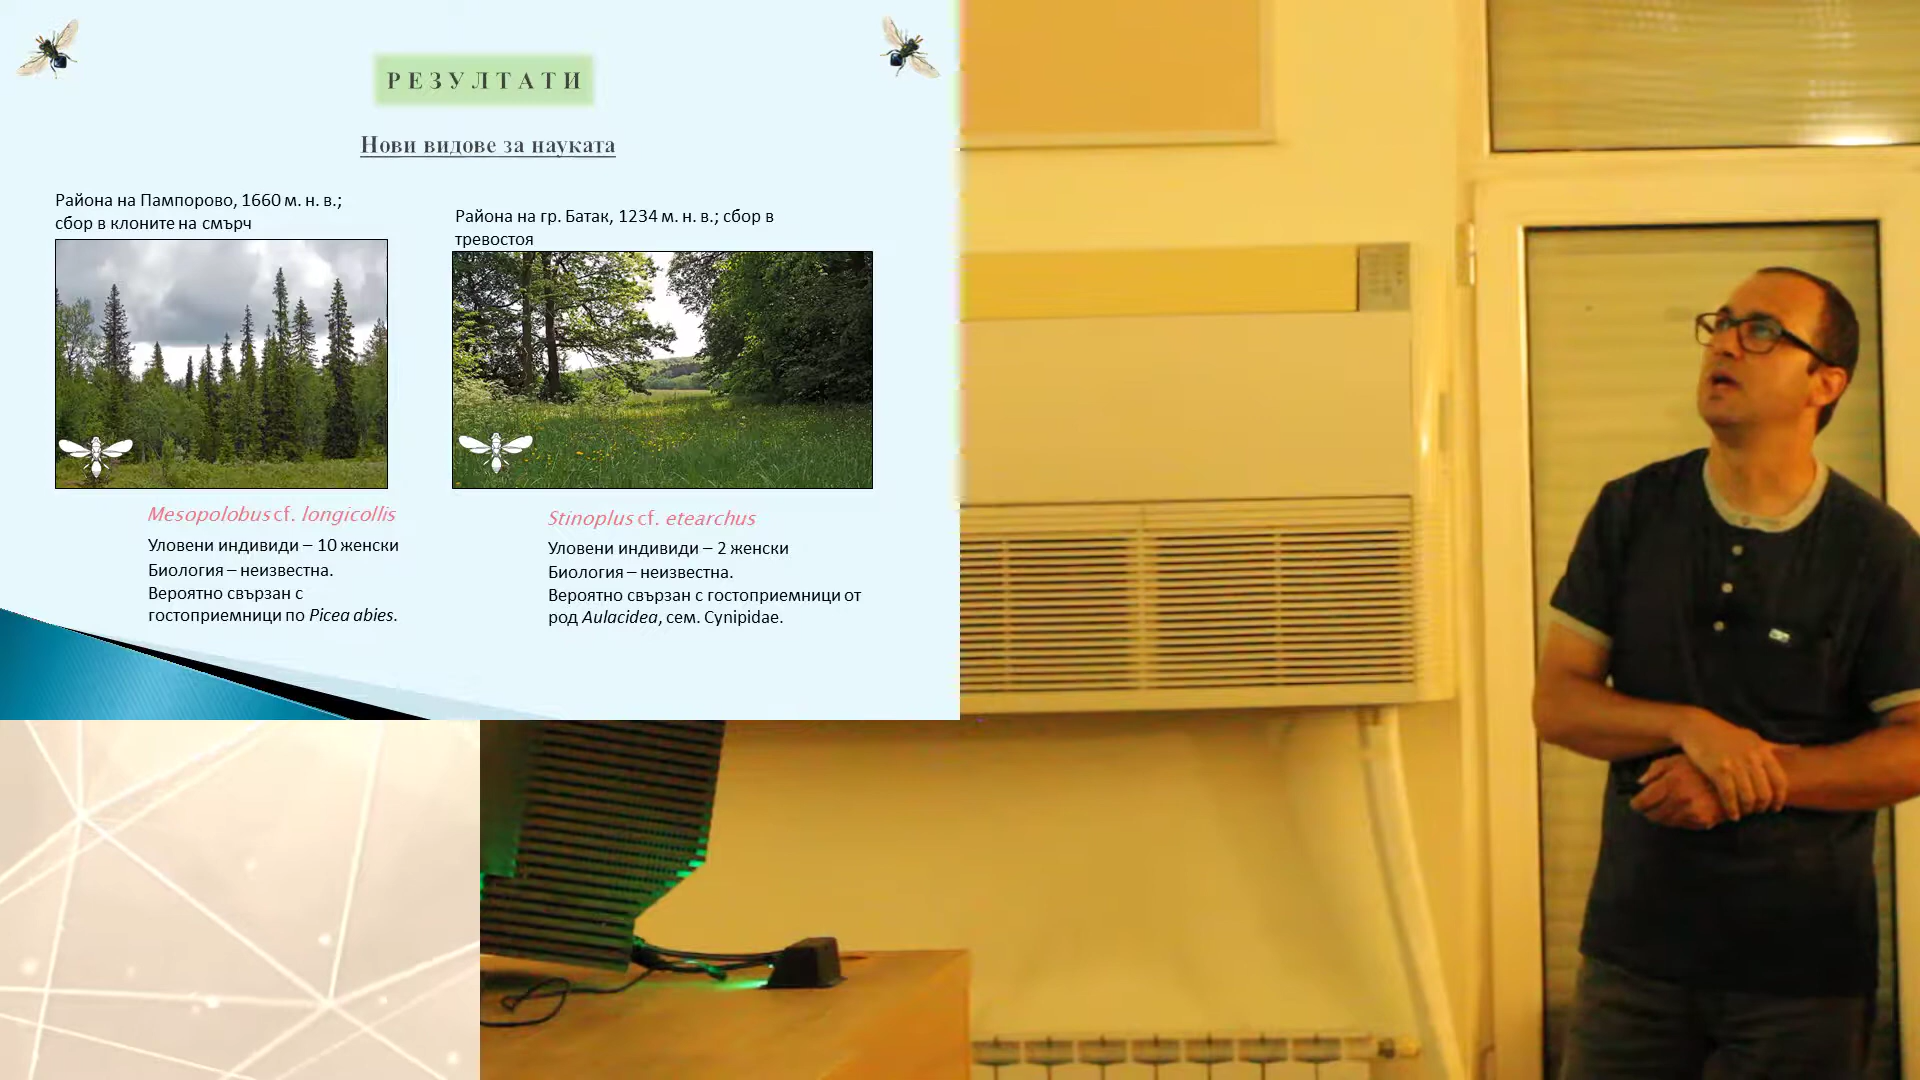 РЕЗУЛТАТИ
Нови видове за науката
Района на Пампорово, 1660 м. н. в.;
сбор в клоните на смърч
Района на гр. Батак, 1234 м. н. в.; сбор в
тревостоя
Mesopolobus cf. longicollis
Уловени индивиди – 10 женски
Биология – неизвестна.
Вероятно свързан с
гостоприемници по Picea abies.
Stinoplus cf. etearchus
Уловени индивиди – 2 женски
Биология – неизвестна.
Вероятно свързан с гостоприемници от
род Aulacidea, сем. Cynipidae.